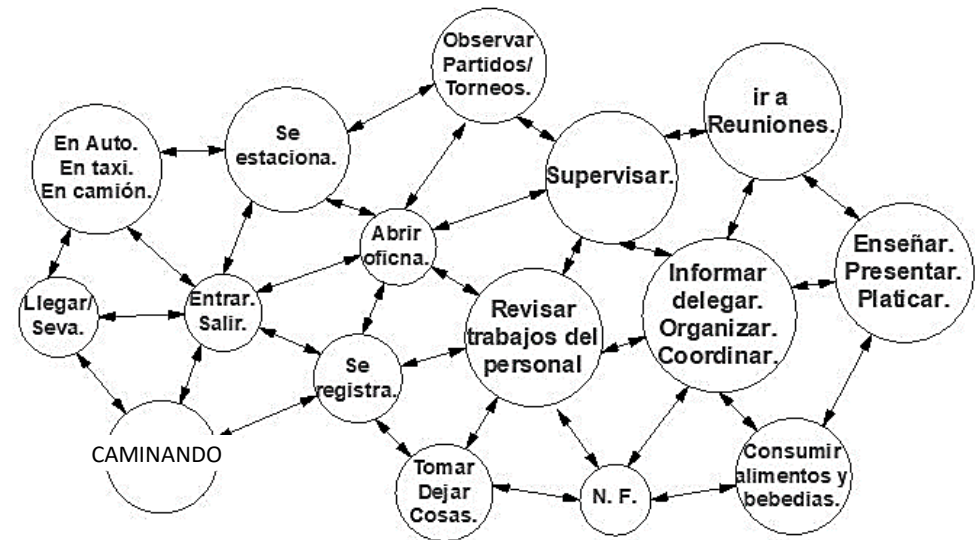 Observar
Partidos/
Torneos.
ir a
Reuniones.
En Auto.
En taxi.
En camión.
Se
estaciona.
Supervisar.
Abrir
oficna.
Enseñar.
Presentar.
Platicar.
Informar
delegar.
Organizar.
Coordinar.
Llegar/
Seva.
Entrar.
Salir.
Revisar
trabajos del
personal
Se
registra.
CAMINANDO
Tomar
Dejar
Cosas.
N. F.
Consumir
alimentos y
bebedias.